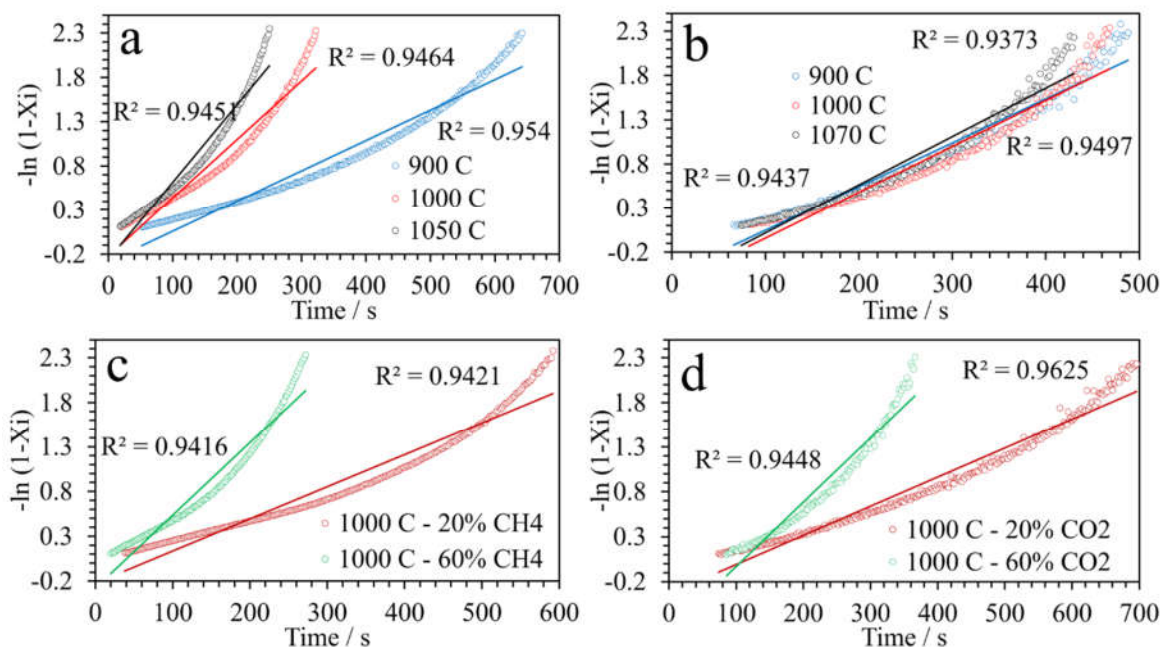 a
R² = 0.9464
R² = 0.9451
R² = 0.954
900 C
1000 C
1050 C
-ln (1-Xi)
2.3
1.8
1.3
0.8
0.3
-0.2
0 100 200 300 400 500 600 700
Time / s
b
R² = 0.9373
900 C
1000 C
1070 C
R² = 0.9497
R² = 0.9437
-ln (1-Xi)
2.3
1.8
1.3
0.8
0.3
-0.2
0 100 200 300 400 500
Time / s
c
R² = 0.9421
R² = 0.9416
1000 C - 20% CH4
1000 C - 60% CH4
-ln (1-Xi)
2.3
1.8
1.3
0.8
0.3
-0.2
0 100 200 300 400 500 600
Time / s
d
R² = 0.9625
R² = 0.9448
1000 C - 20% CO2
1000 C - 60% CO2
-ln (1-Xi)
2.3
1.8
1.3
0.8
0.3
-0.2
0 100 200 300 400 500 600 700
Time / s